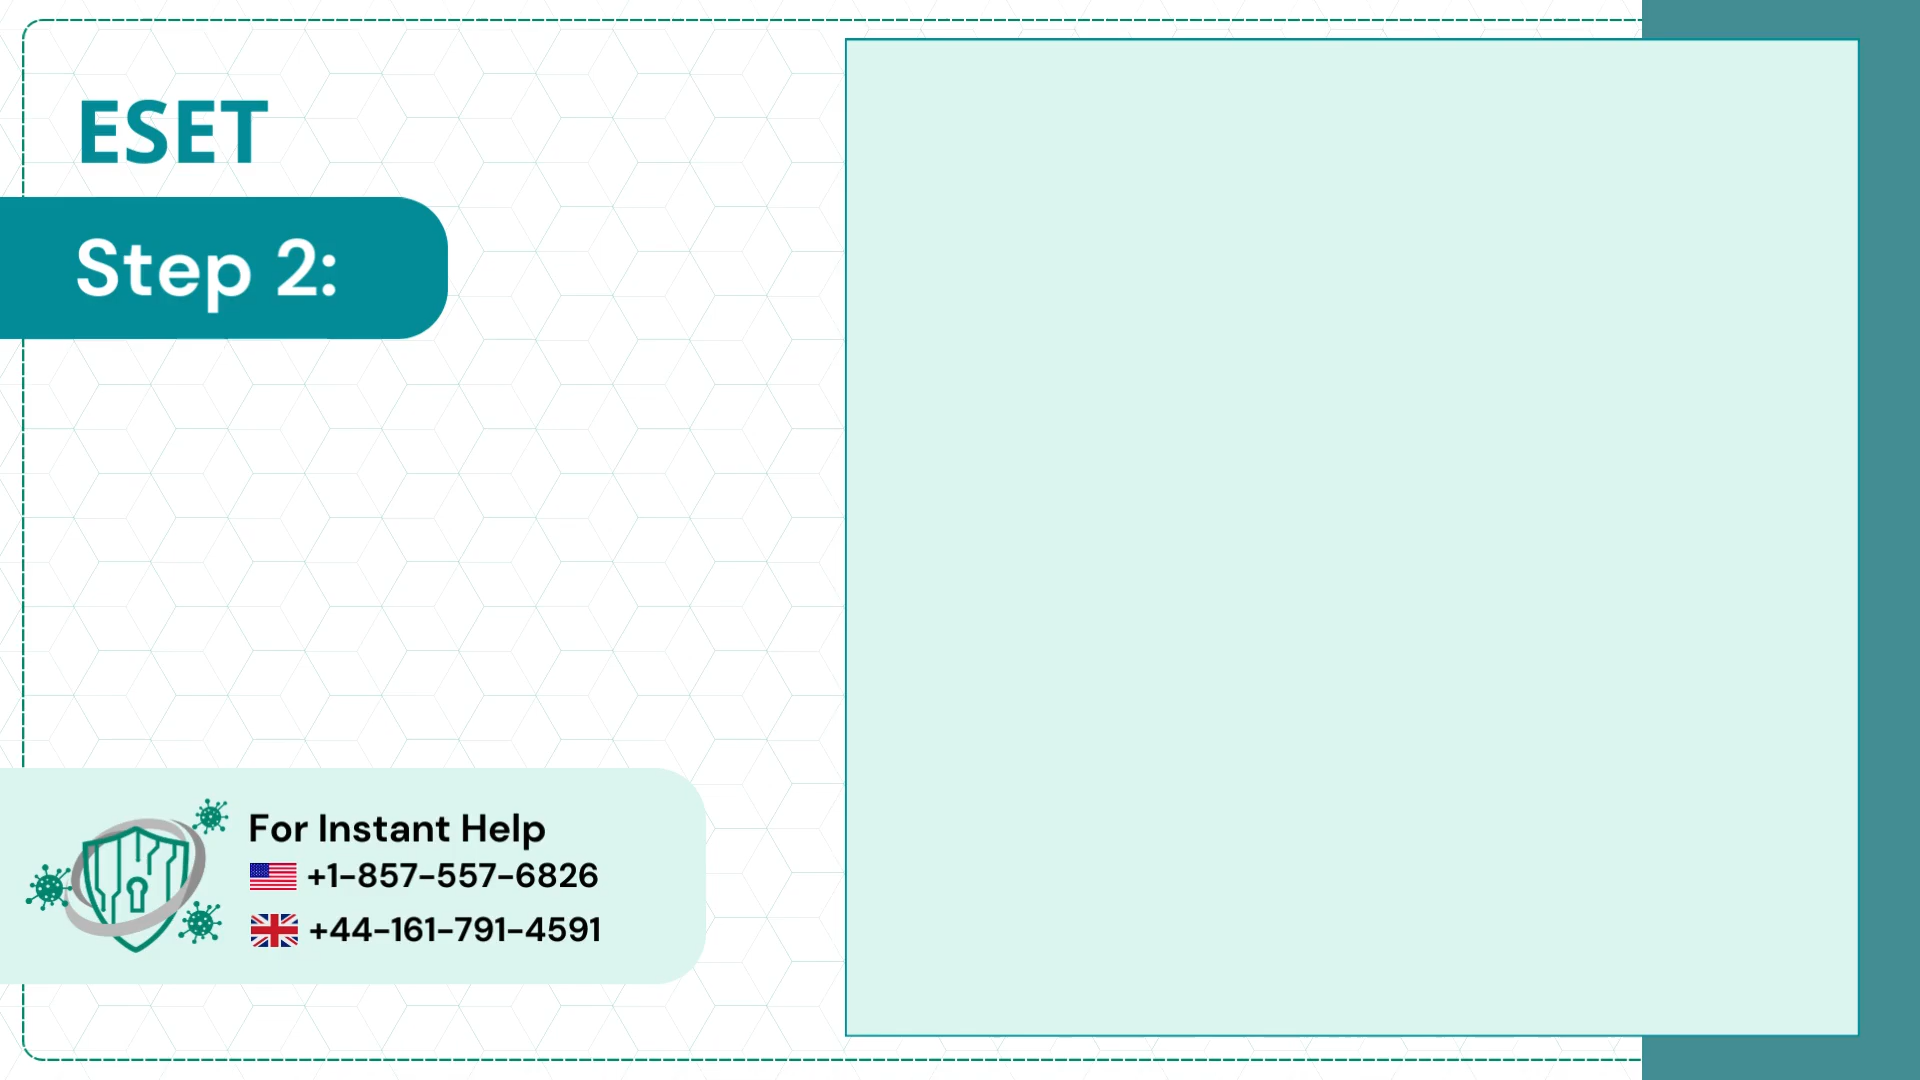 ESET
Step 2:
For Instant Help
+1-857-557-6826
+44-161-791-4591